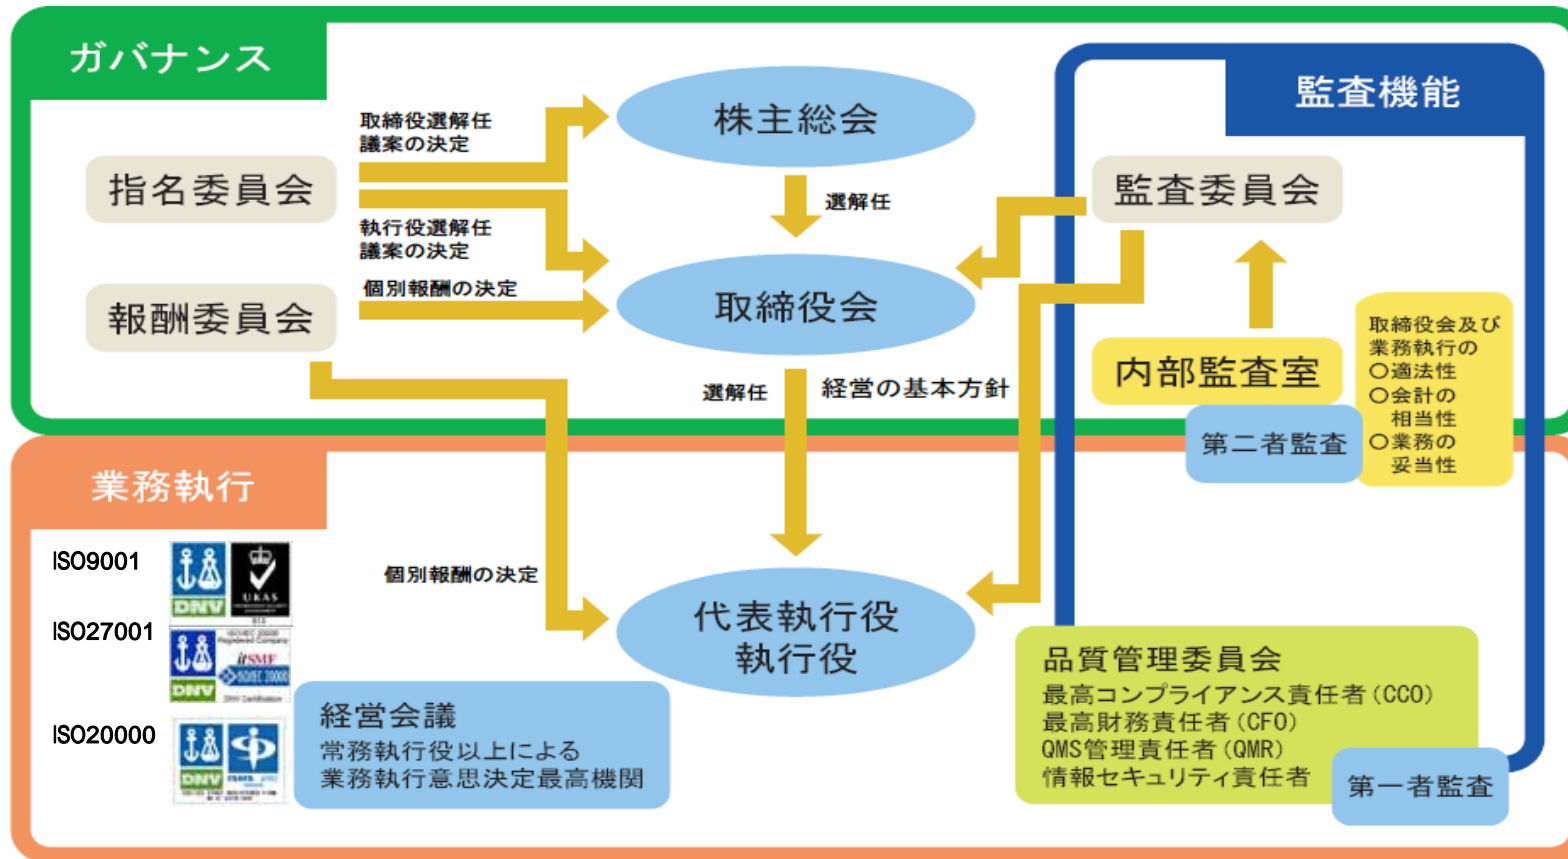 ガバナンス
監査機能
取締役選解任
議案の決定
株主総会
指名委員会
選解任
監査委員会
執行役選解任
議案の決定
個別報酬の決定
報酬委員会
取締役会
内部監査室
取締役会及び
業務執行の
○適法性
○会計の
相当性
○業務の
妥当性
選解任
経営の基本方針
第二者監査
業務執行
ISO9001
DNV
UKAS
個別報酬の決定
代表執行役
執行役
ISO27001
ISO/IEC 20000
Registered Company
itSMF
ISO/IEC 20000
DNV
DNV Certification
ISO20000
DNV
経営会議
常務執行役以上による
業務執行意思決定最高機関
品質管理委員会
最高コンプライアンス責任者(CCO)
最高財務責任者(CFO)
QMS管理責任者(QMR)
情報セキュリティ責任者
第一者監査